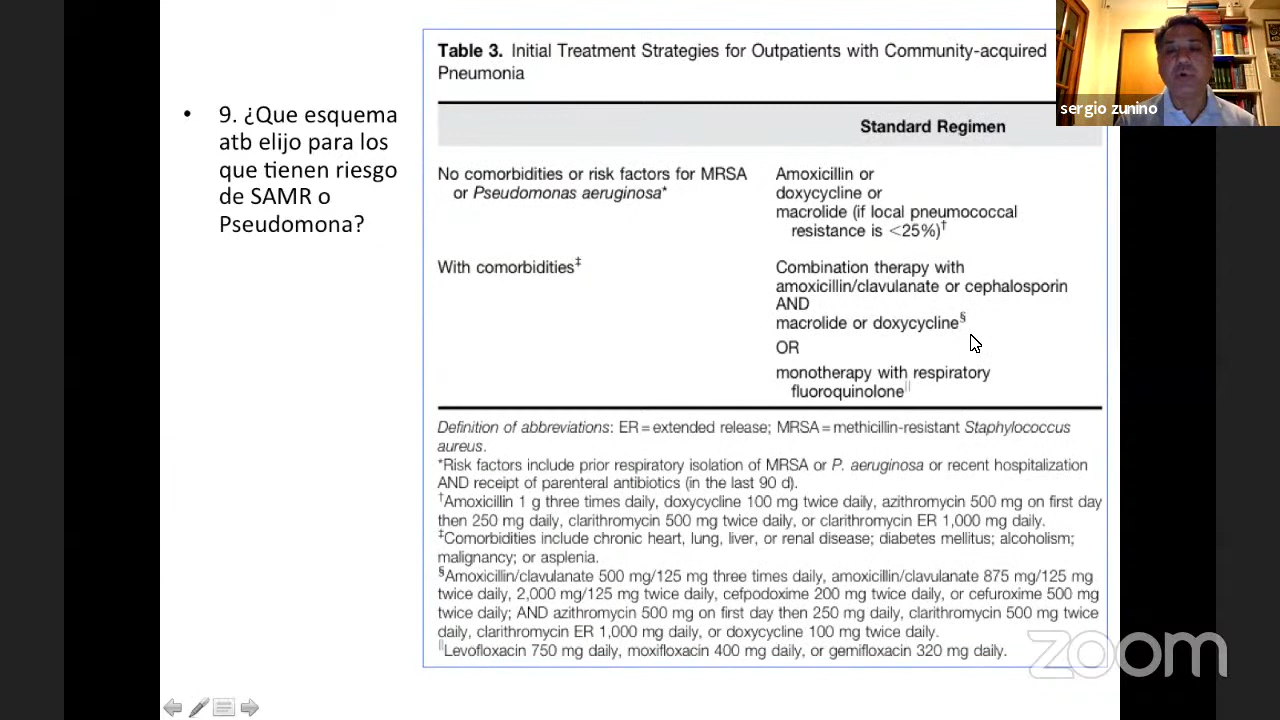 • 9. ¿Que esquema
atb elijo para los
que tienen riesgo
de SAMR o
Pseudomona?
Table 3. Initial Treatment Strategies for Outpatients with Community-acquired
Pneumonia
Standard Regimen
No comorbidities or risk factors for MRSA
or Pseudomonas aeruginosa*
Amoxicillin or
doxycycline or
macrolide (if local pneumococcal
resistance is <25%)†
With comorbidities‡
Combination therapy with
amoxicillin/clavulanate or cephalosporin
AND
macrolide or doxycycline§
OR
monotherapy with respiratory
fluoroquinolone||
Definition of abbreviations: ER = extended release; MRSA = methicillin-resistant Staphylococcus
aureus.
*Risk factors include prior respiratory isolation of MRSA or P. aeruginosa or recent hospitalization
AND receipt of parenteral antibiotics (in the last 90 d).
†Amoxicillin 1 g three times daily, doxycycline 100 mg twice daily, azithromycin 500 mg on first day
then 250 mg daily, clarithromycin 500 mg twice daily, or clarithromycin ER 1,000 mg daily.
‡Comorbidities include chronic heart, lung, liver, or renal disease; diabetes mellitus; alcoholism;
malignancy; or asplenia.
§Amoxicillin/clavulanate 500 mg/125 mg three times daily, amoxicillin/clavulanate 875 mg/125 mg
twice daily, 2,000 mg/125 mg twice daily, cefpodoxime 200 mg twice daily, or cefuroxime 500 mg
twice daily; AND azithromycin 500 mg on first day then 250 mg daily, clarithromycin 500 mg twice
daily, clarithromycin ER 1,000 mg daily, or doxycycline 100 mg twice daily.
||Levofloxacin 750 mg daily, moxifloxacin 400 mg daily, or gemifloxacin 320 mg daily.
sergio zunino
zoom